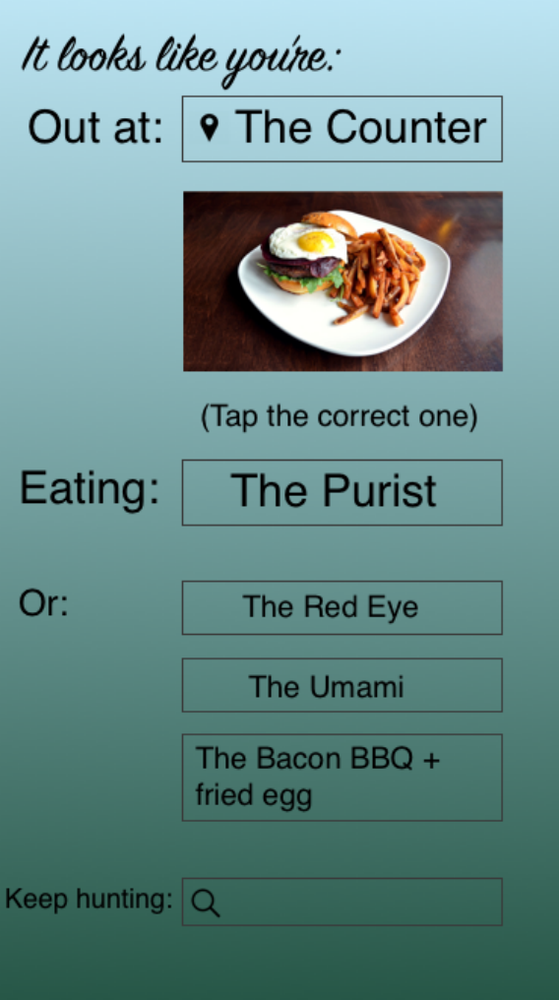 It looks like you're:
Out at: The Counter
(Tap the correct one)
Eating: The Purist
Or: The Red Eye
The Umami
The Bacon BBQ +
fried egg
Keep hunting: